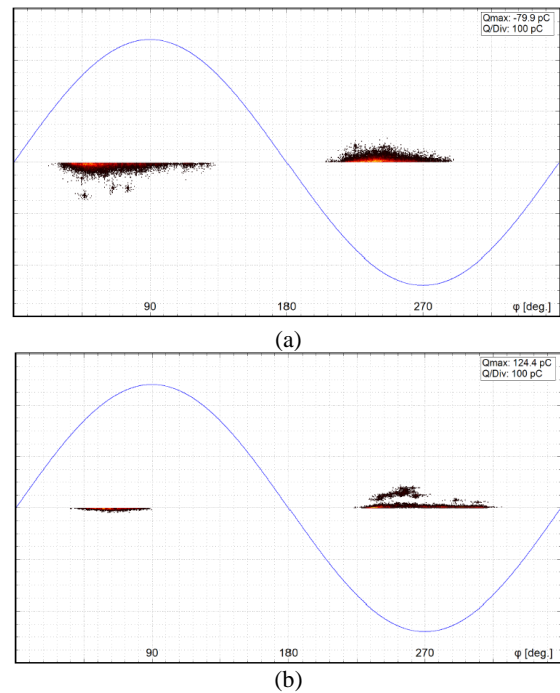 Qmax: -79.9 pC
Q/Div: 100 pC
90 180 270 φ [deg.]
(a)
Qmax: 124.4 pC
Q/Div: 100 pC
90 180 270 φ [deg.]
(b)